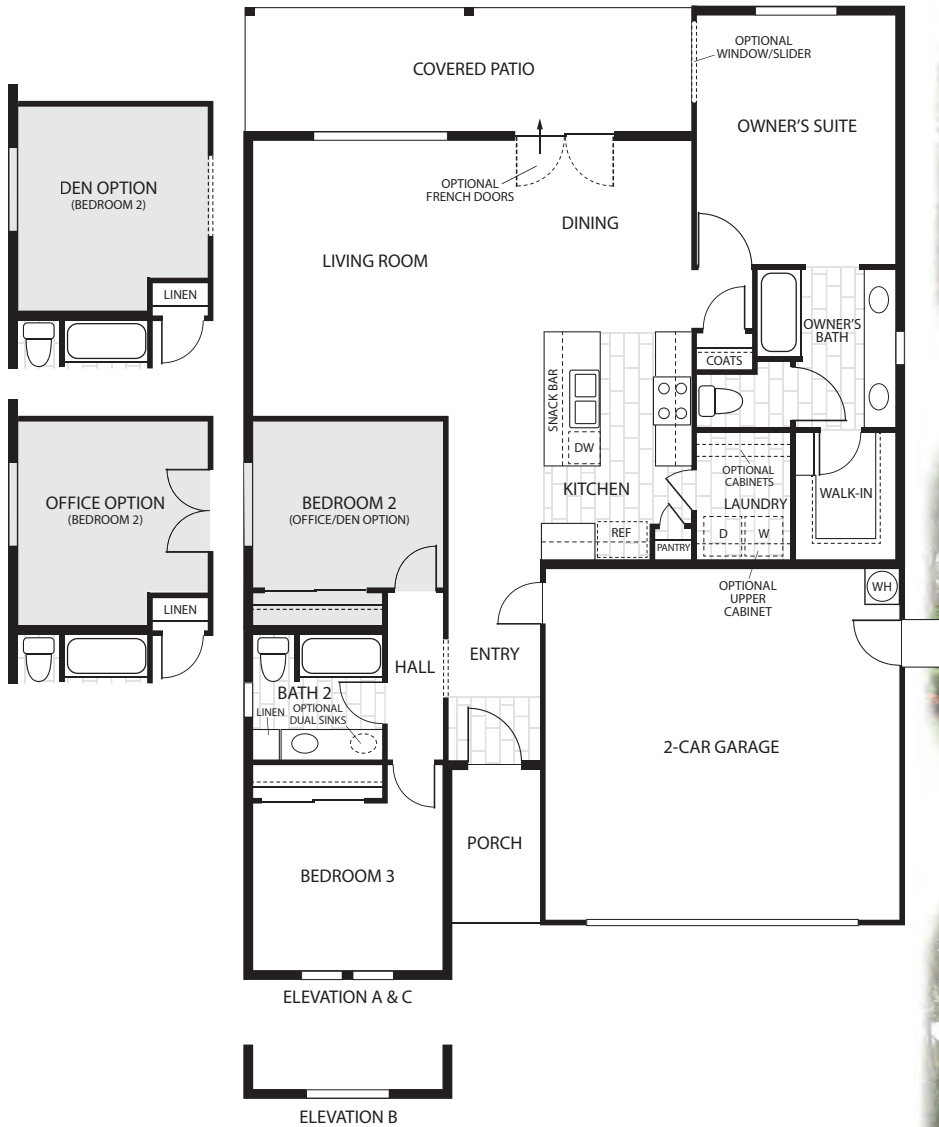 COVERED PATIO
OPTIONAL
WINDOW/SLIDER
OWNER'S SUITE
DEN OPTION
(BEDROOM 2)
LINEN
OPTIONAL
FRENCH DOORS
DINING
LIVING ROOM
OWNER'S
BATH
COATS
SNACK BAR
DW
KITCHEN
REF
PANTRY
OPTIONAL
CABINETS
LAUNDRY
D
W
WALK-IN
OPTIONAL
UPPER
CABINET
WH
OFFICE OPTION
(BEDROOM 2)
LINEN
BEDROOM 2
(OFFICE/DEN OPTION)
HALL
ENTRY
BATH 2
LINEN
OPTIONAL
DUAL SINKS
2-CAR GARAGE
PORCH
BEDROOM 3
ELEVATION A & C
ELEVATION B